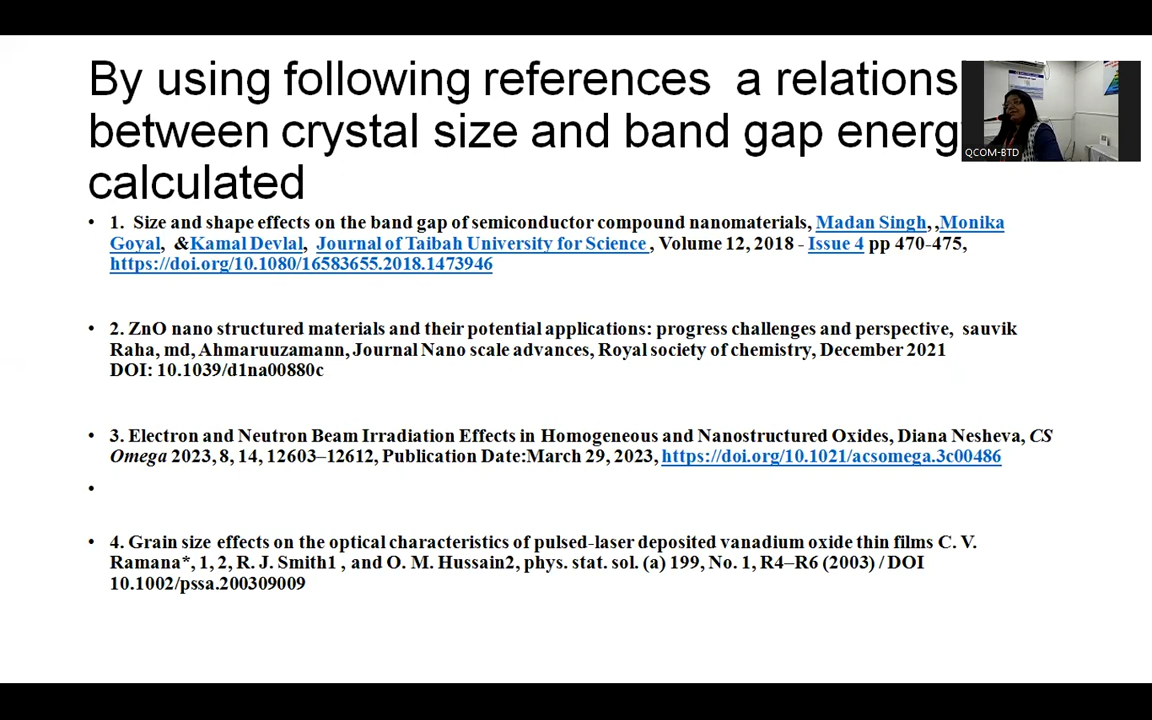 By using following references a relations
between crystal size and band gap energ
calculated
QCOM-BTD
• 1. Size and shape effects on the band gap of semiconductor compound nanomaterials, Madan Singh, ,Monika
Goyal, &Kamal Devlal, Journal of Taibah University for Science , Volume 12, 2018 - Issue 4 pp 470-475,
https://doi.org/10.1080/16583655.2018.1473946
• 2. ZnO nano structured materials and their potential applications: progress challenges and perspective, sauvik
Raha, md, Ahmaruuzamann, Journal Nano scale advances, Royal society of chemistry, December 2021
DOI: 10.1039/d1na00880c
• 3. Electron and Neutron Beam Irradiation Effects in Homogeneous and Nanostructured Oxides, Diana Nesheva, CS
Omega 2023, 8, 14, 12603–12612, Publication Date:March 29, 2023, https://doi.org/10.1021/acsomega.3c00486
•
• 4. Grain size effects on the optical characteristics of pulsed-laser deposited vanadium oxide thin films C. V.
Ramana*, 1, 2, R. J. Smith1 , and O. M. Hussain2, phys. stat. sol. (a) 199, No. 1, R4–R6 (2003) / DOI
10.1002/pssa.200309009